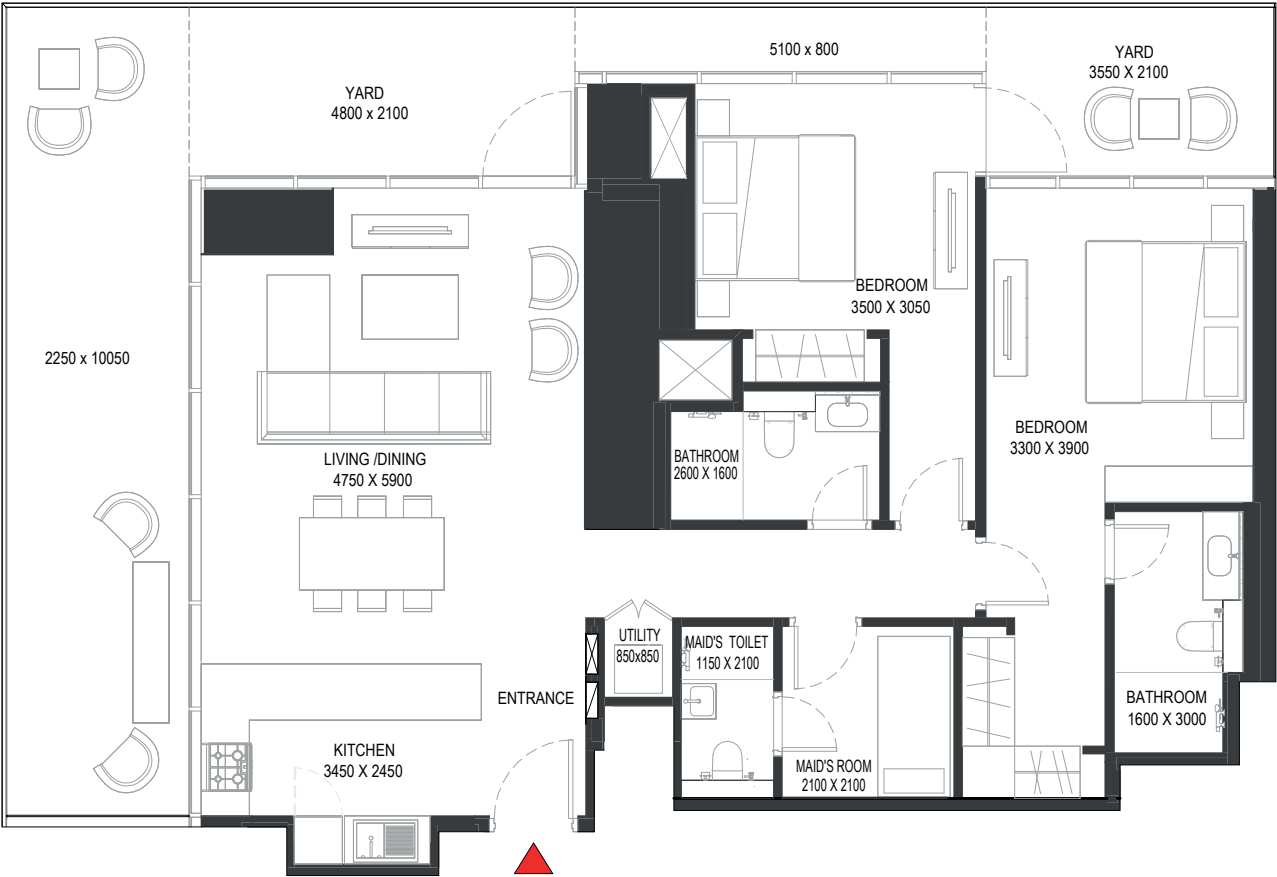 5100 x 800
YARD
3550 X 2100
YARD
4800 x 2100
BEDROOM
3500 X 3050
2250 x 10050
BEDROOM
3300 X 3900
LIVING /DINING
4750 X 5900
BATHROOM
2600 X 1600
UTILITY
850x850
MAID'S TOILET
1150 X 2100
ENTRANCE
BATHROOM
1600 X 3000
KITCHEN
3450 X 2450
MAID'S ROOM
2100 X 2100